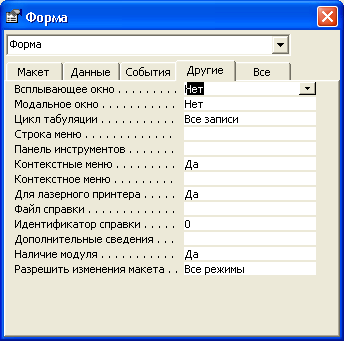 Форма
Форма
Макет Данные События Другие Все
Всплывающее окно . . . . . . . . . . Нет
Модальное окно . . . . . . . . . . . Нет
Цикл табуляции . . . . . . . . . . . Все записи
Строка меню . . . . . . . . . . . . .
Панель инструментов . . . . . . .
Контекстные меню . . . . . . . . . Да
Контекстное меню . . . . . . . . .
Для лазерного принтера . . . . Да
Файл справки . . . . . . . . . . . .
Идентификатор справки . . . . . 0
Дополнительные сведения . . .
Наличие модуля . . . . . . . . . . . Да
Разрешить изменения макета . . Все режимы